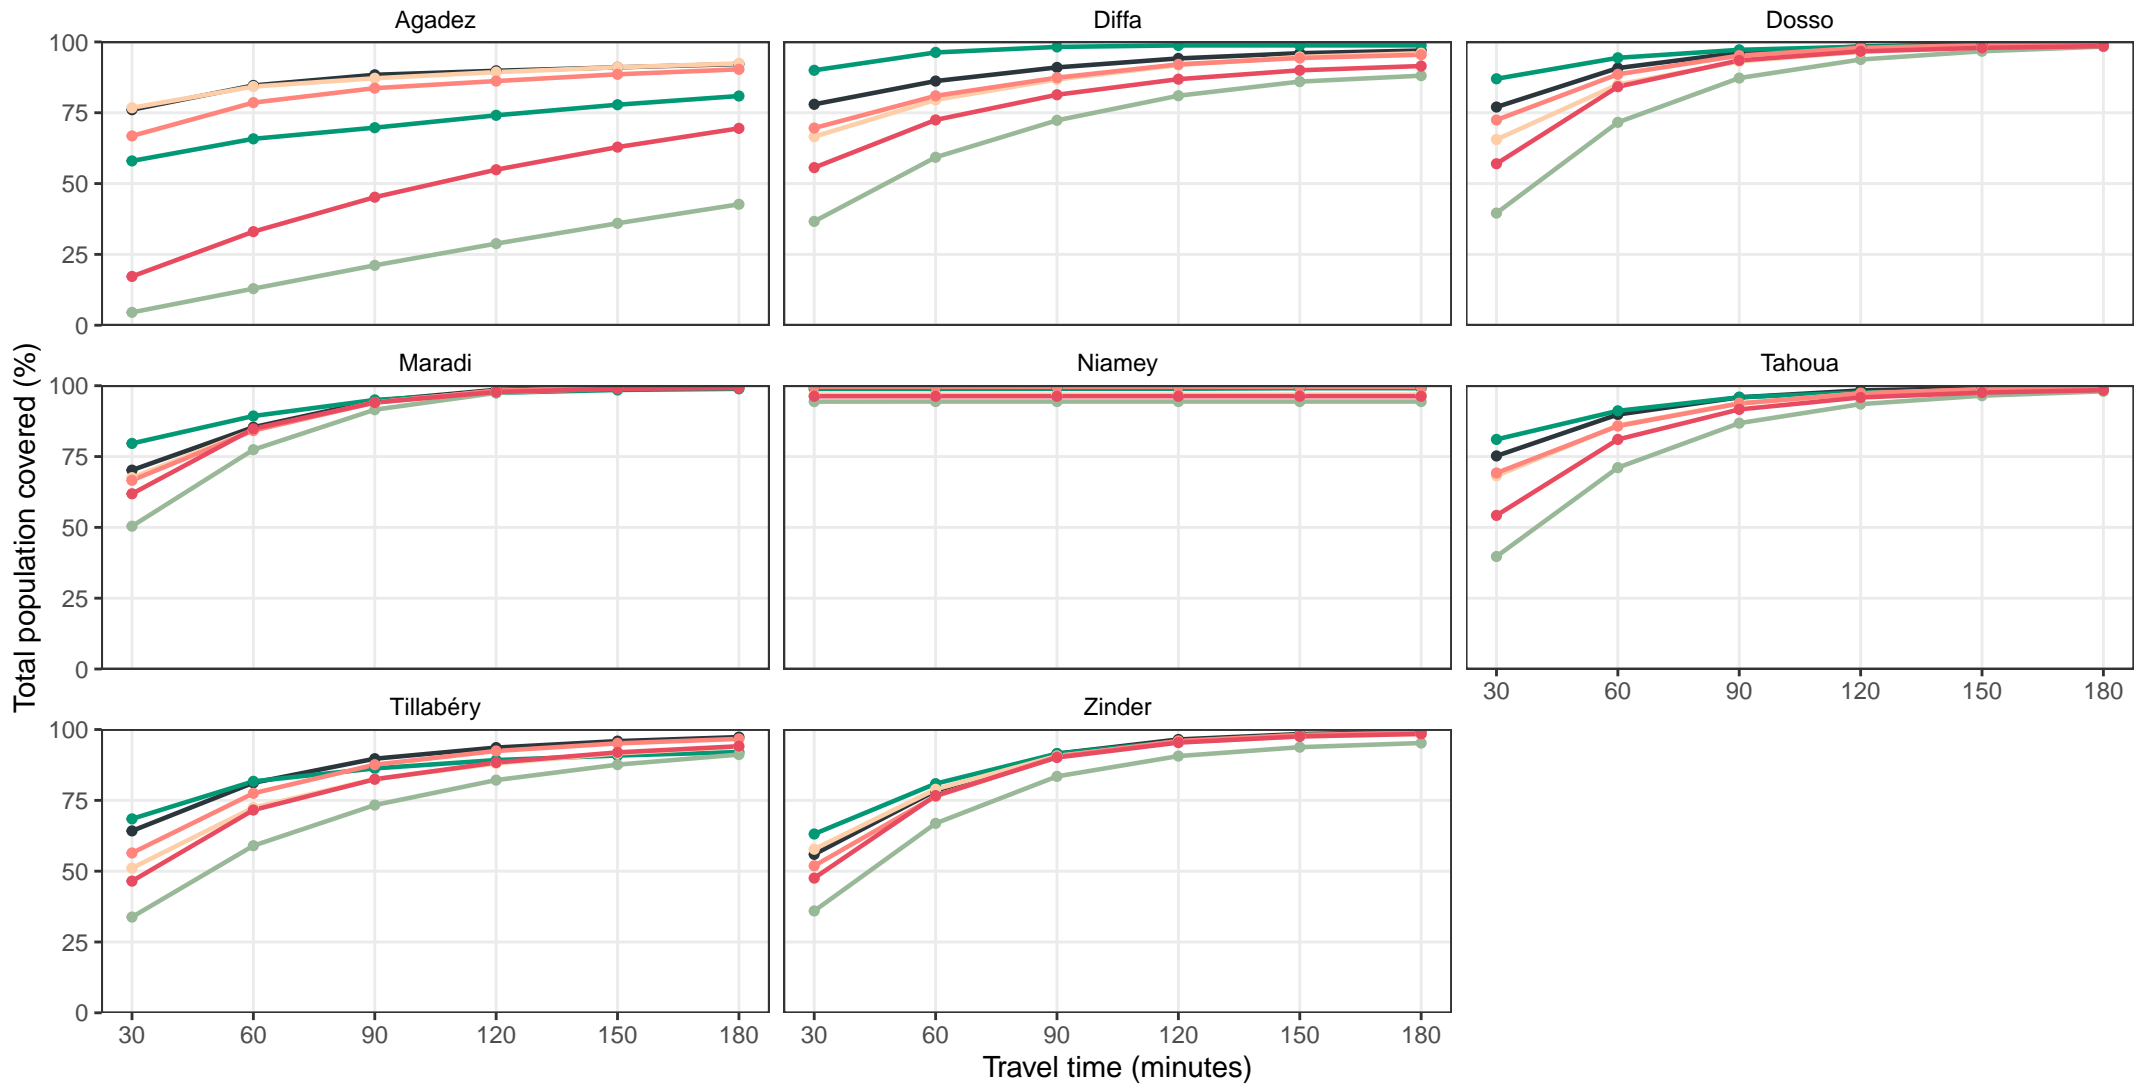 Agadez Diffa Dosso
100
75
50
25
0
Maradi Niamey Tahoua
100
75
50
25
0
30 60 90 120 150 180
Tillabéry Zinder
100
75
50
25
0
30 60 90 120 150 180 30 60 90 120 150 180
Travel time (minutes)
Total population covered (%)